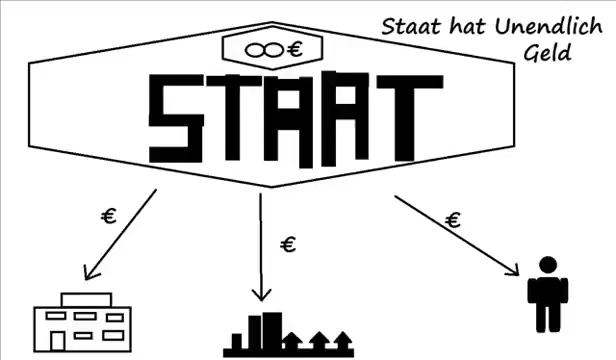 Staat hat Unendlich
Geld
∞€
STAAT
€
€
€